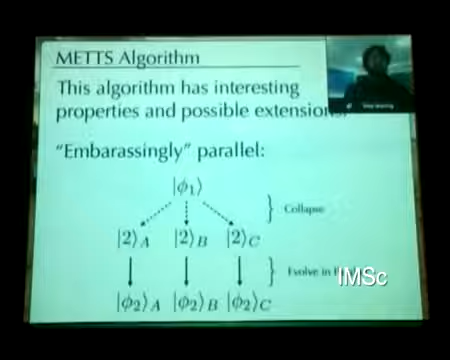 METTS Algorithm
This algorithm has interesting
properties and possible extensions.
"Embarassingly" parallel:
|ϕ₁⟩
Collapse
|2⟩A |2⟩B |2⟩C
Evolve in
IMSc
|ϕ₂⟩A |ϕ₂⟩B |ϕ₂⟩C